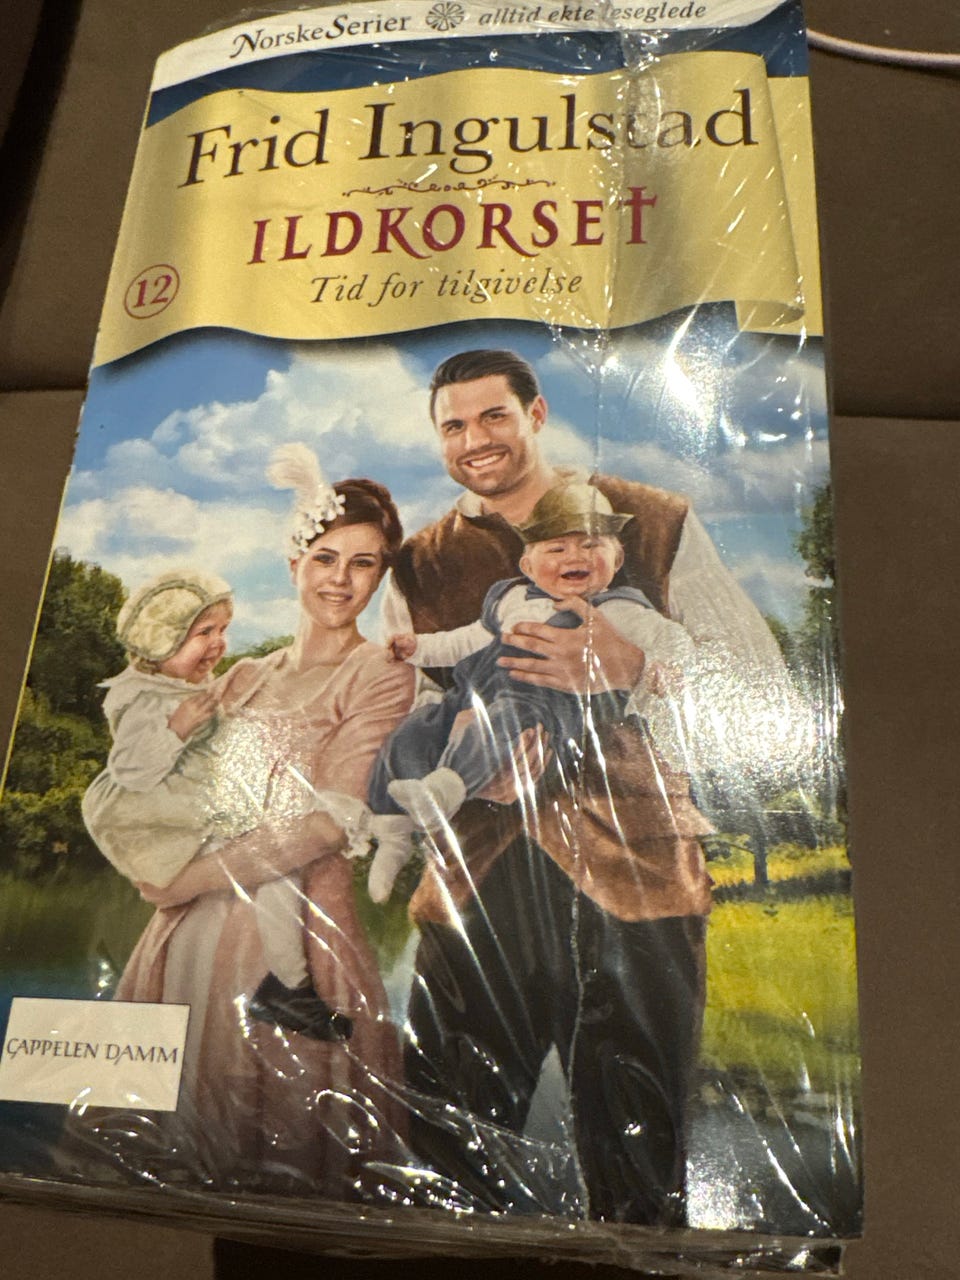 NorskeSerier alltid ekte leseglede
Frid Ingulstad
ILDKORSET
Tid for tilgivelse
12
CAPPELEN DAMM